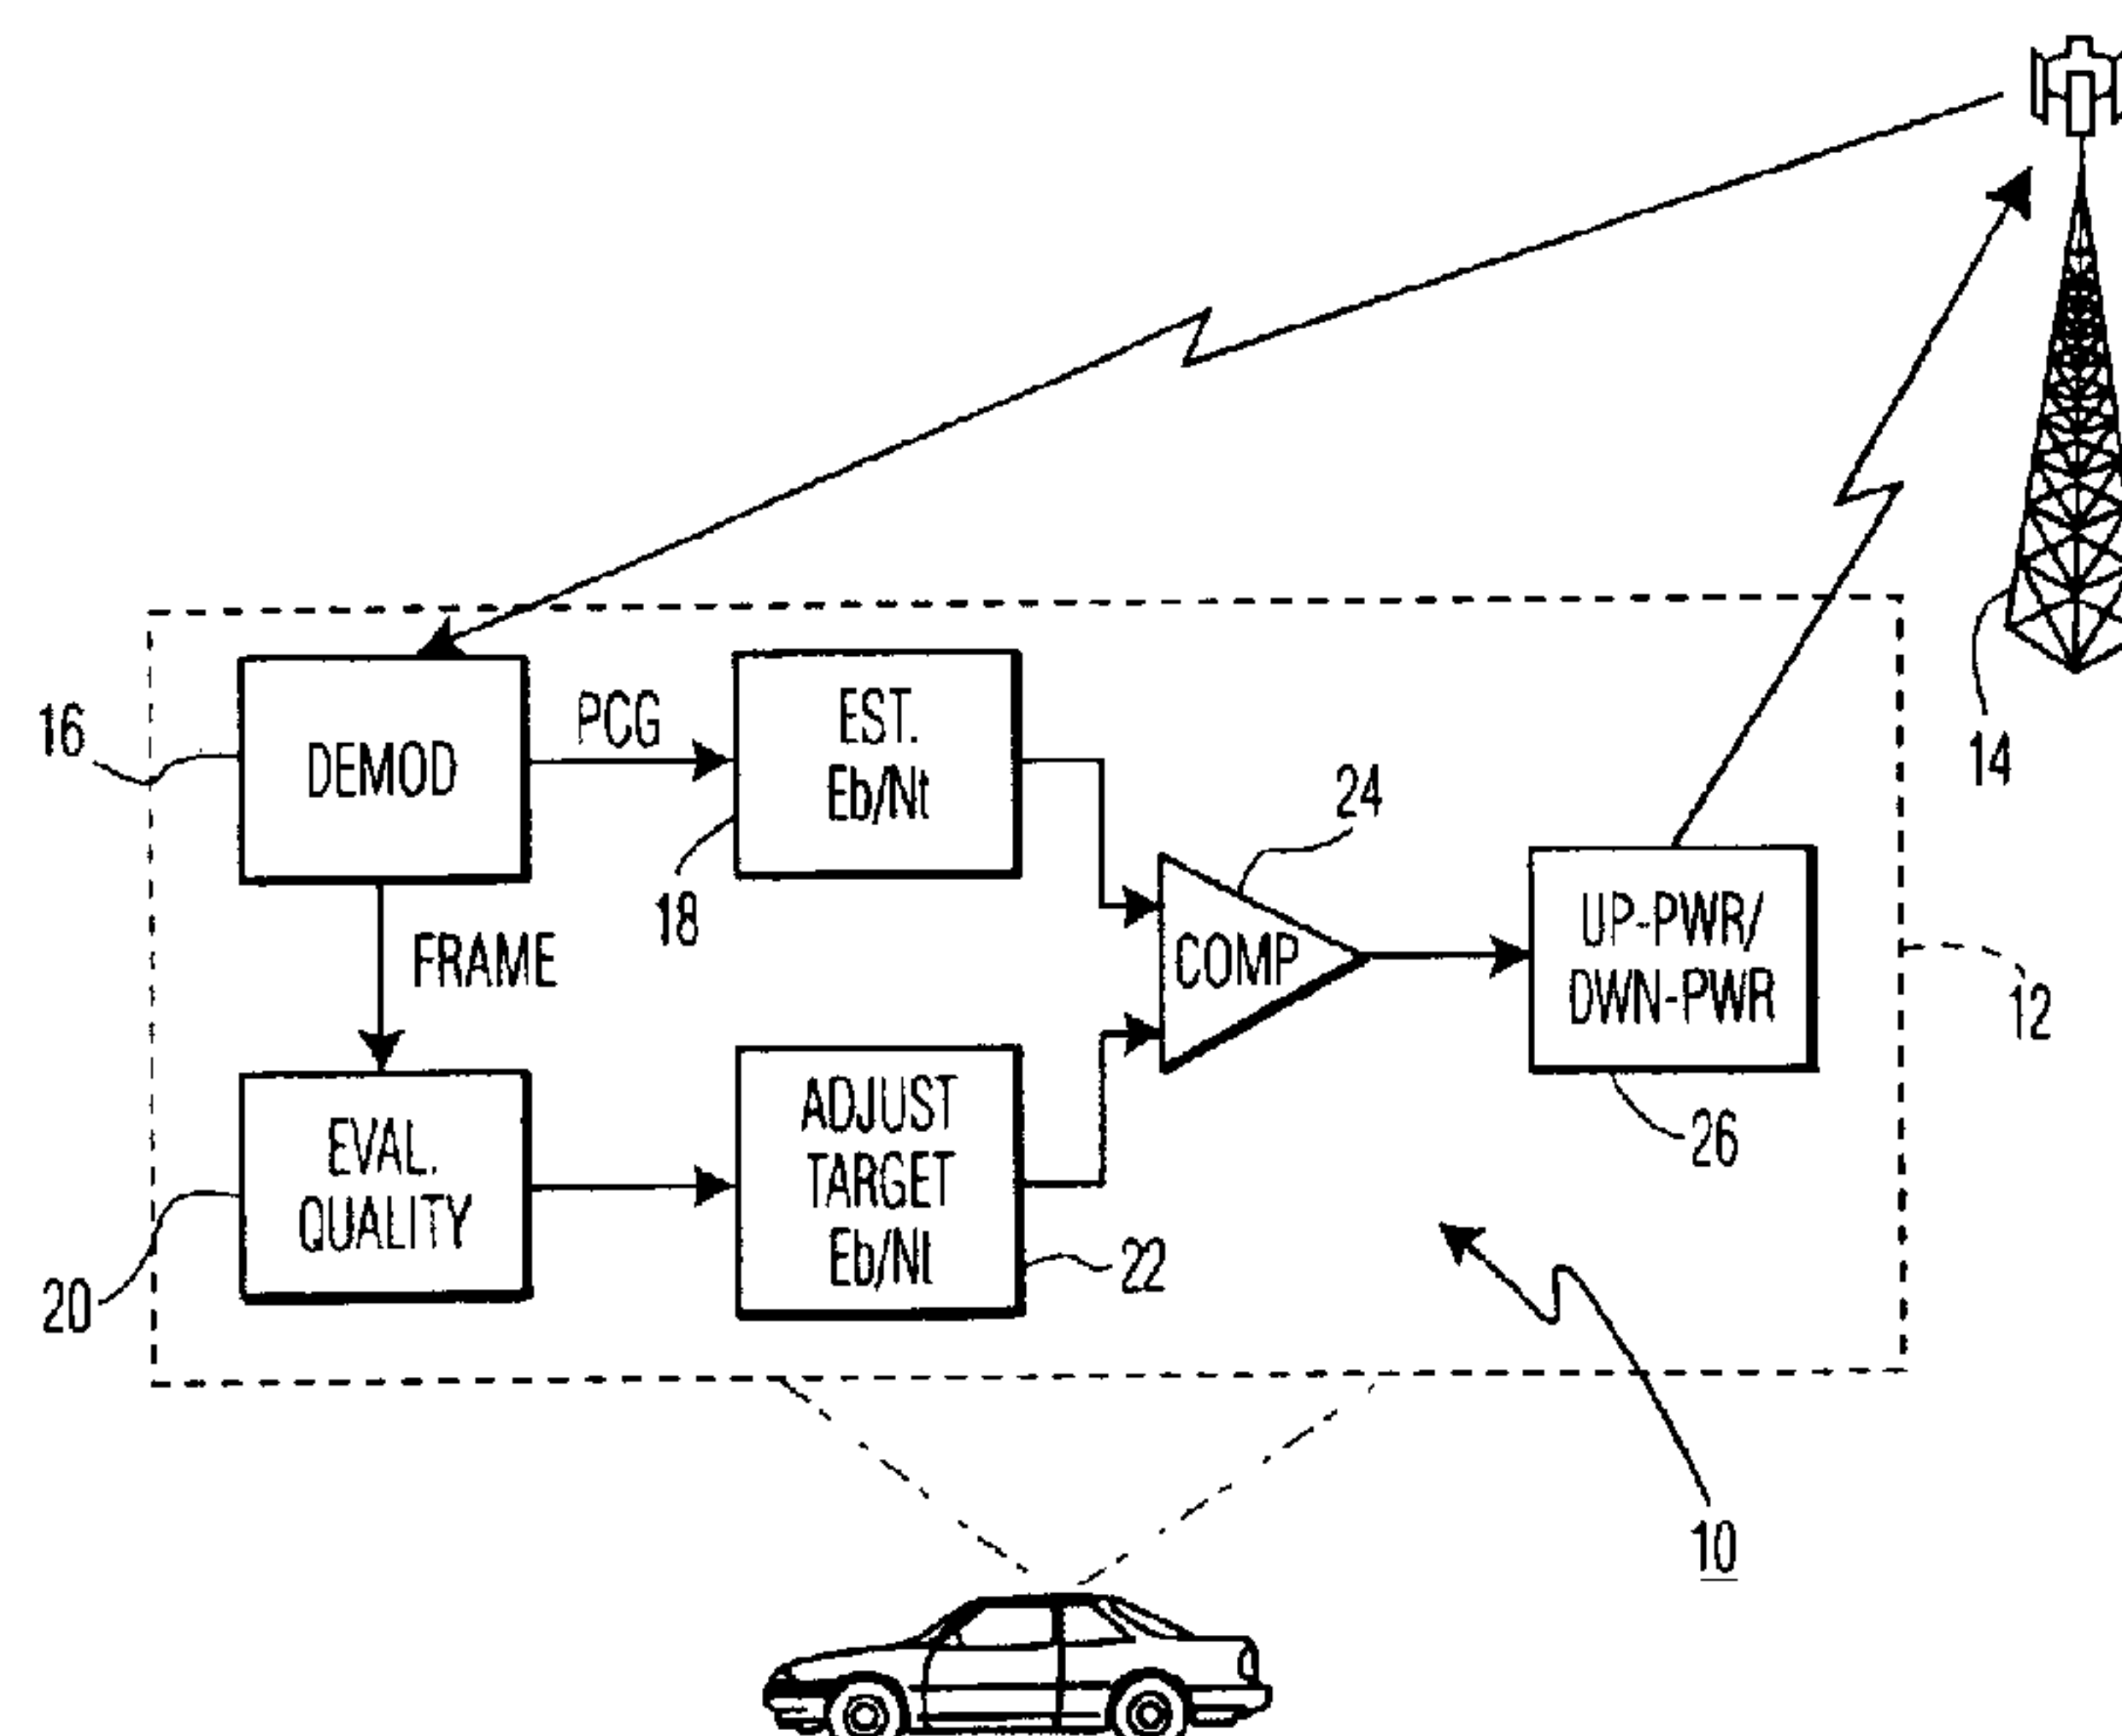 16
DEMOD
PCG
EST.
Eb/Nt
18
24
COMP
UP-PWR/
DWN-PWR
14
12
26
FRAME
EVAL.
QUALITY
20
ADJUST
TARGET
Eb/Nt
22
10